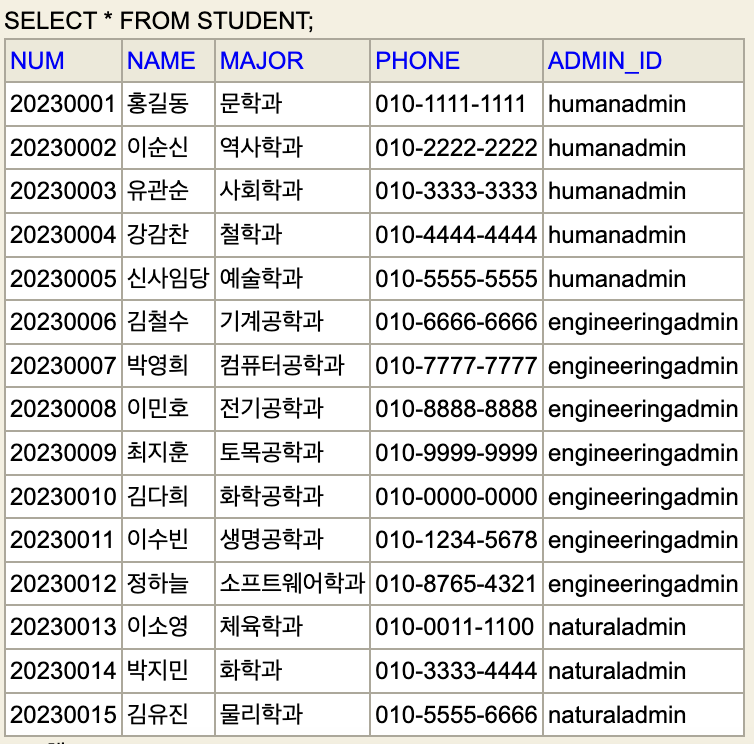 SELECT * FROM STUDENT;
NUM NAME MAJOR PHONE ADMIN_ID
20230001 홍길동 문학과 010-1111-1111 humanadmin
20230002 이순신 역사학과 010-2222-2222 humanadmin
20230003 유관순 사회학과 010-3333-3333 humanadmin
20230004 강감찬 철학과 010-4444-4444 humanadmin
20230005 신사임당 예술학과 010-5555-5555 humanadmin
20230006 김철수 기계공학과 010-6666-6666 engineeringadmin
20230007 박영희 컴퓨터공학과 010-7777-7777 engineeringadmin
20230008 이민호 전기공학과 010-8888-8888 engineeringadmin
20230009 최지훈 토목공학과 010-9999-9999 engineeringadmin
20230010 김다희 화학공학과 010-0000-0000 engineeringadmin
20230011 이수빈 생명공학과 010-1234-5678 engineeringadmin
20230012 정하늘 소프트웨어학과 010-8765-4321 engineeringadmin
20230013 이소영 체육학과 010-0011-1100 naturaladmin
20230014 박지민 화학과 010-3333-4444 naturaladmin
20230015 김유진 물리학과 010-5555-6666 naturaladmin